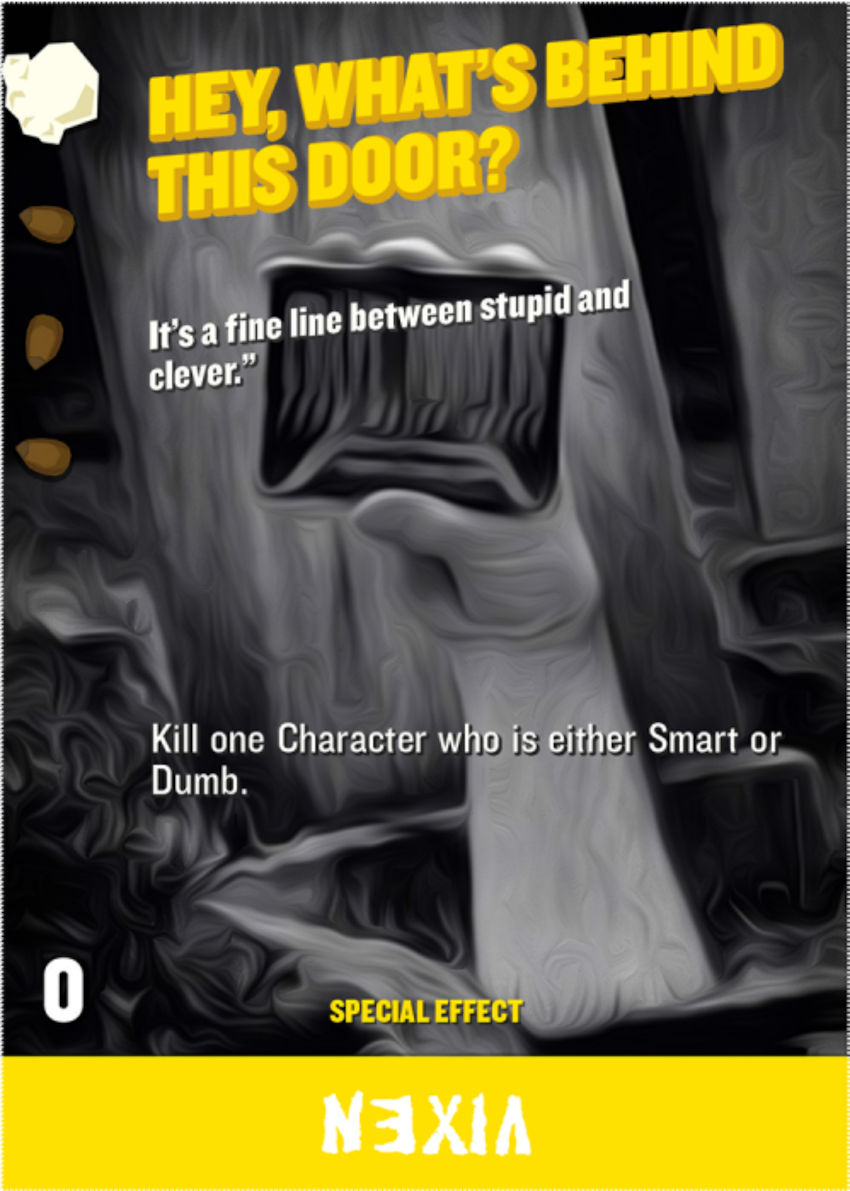 HEY, WHAT'S BEHIND
THIS DOOR?
It's a fine line between stupid and
clever.”
Kill one Character who is either Smart or
Dumb.
0
SPECIAL EFFECT
VIXEN